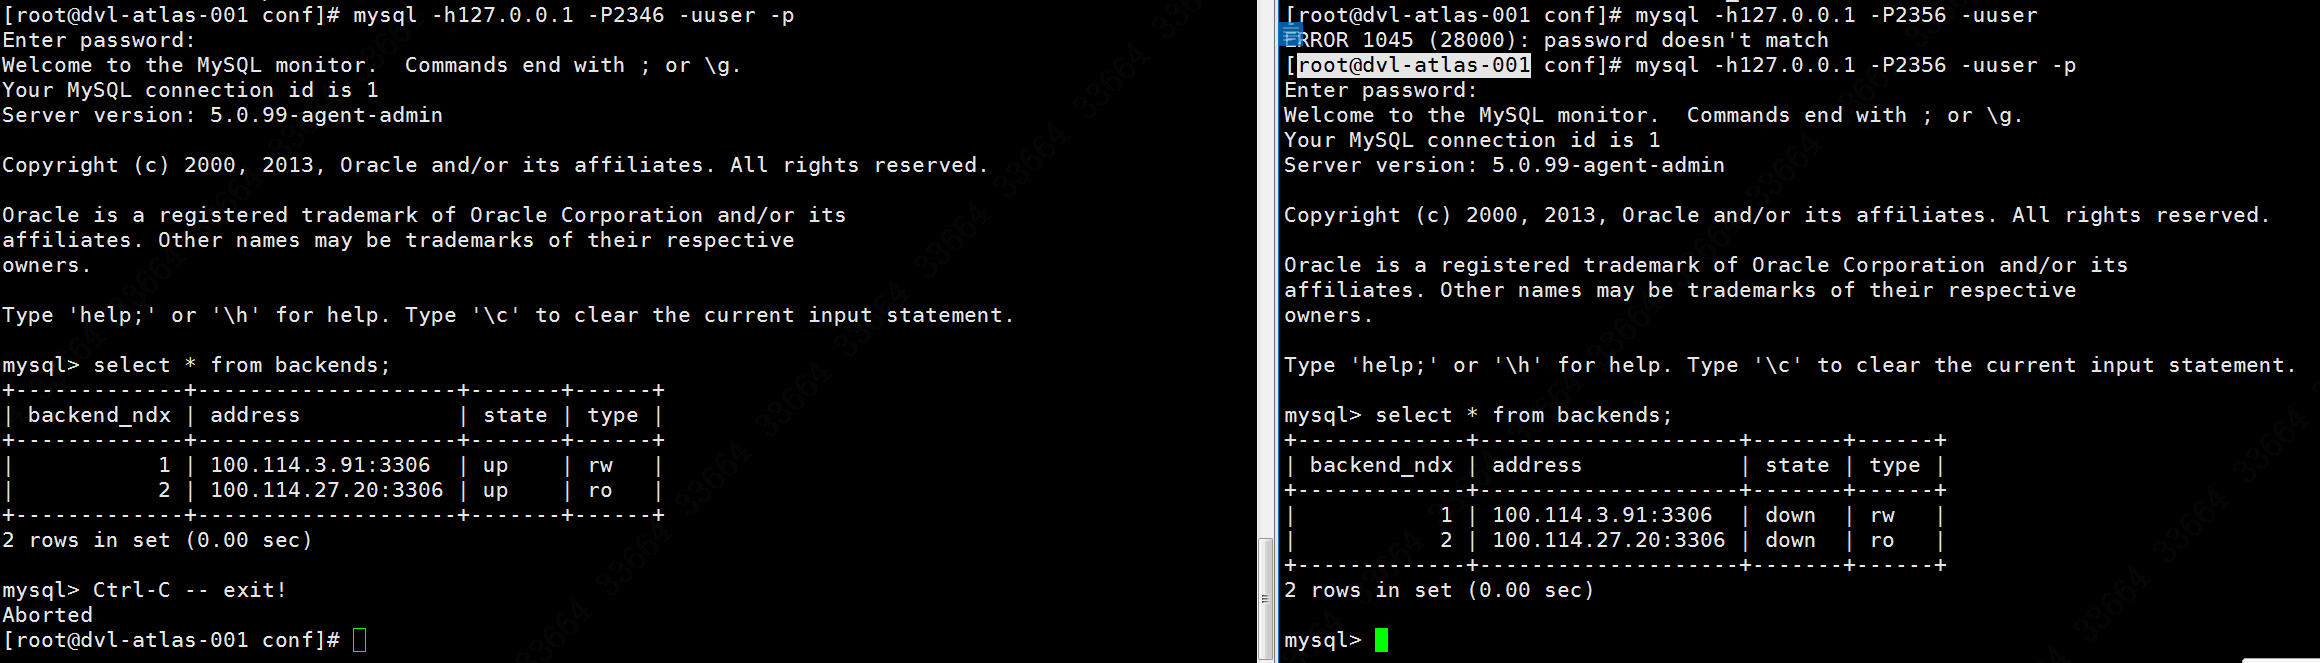 [root@dvl-atlas-001 conf]# mysql -h127.0.0.1 -P2346 -uuser -p
Enter password:
Welcome to the MySQL monitor.  Commands end with ; or \g.
Your MySQL connection id is 1
Server version: 5.0.99-agent-admin
Copyright (c) 2000, 2013, Oracle and/or its affiliates. All rights reserved.
Oracle is a registered trademark of Oracle Corporation and/or its
affiliates. Other names may be trademarks of their respective
owners.
Type 'help;' or '\h' for help. Type '\c' to clear the current input statement.
mysql> select * from backends;
+-------------+--------------------+-------+------+
| backend_ndx | address            | state | type |
+-------------+--------------------+-------+------+
|           1 | 100.114.3.91:3306  | up    | rw   |
|           2 | 100.114.27.20:3306 | up    | ro   |
+-------------+--------------------+-------+------+
2 rows in set (0.00 sec)
mysql> Ctrl-C -- exit!
Aborted
[root@dvl-atlas-001 conf]#
[root@dvl-atlas-001 conf]# mysql -h127.0.0.1 -P2356 -uuser
ERROR 1045 (28000): password doesn't match
[root@dvl-atlas-001 conf]# mysql -h127.0.0.1 -P2356 -uuser -p
Enter password:
Welcome to the MySQL monitor.  Commands end with ; or \g.
Your MySQL connection id is 1
Server version: 5.0.99-agent-admin
Copyright (c) 2000, 2013, Oracle and/or its affiliates. All rights reserved.
Oracle is a registered trademark of Oracle Corporation and/or its
affiliates. Other names may be trademarks of their respective
owners.
Type 'help;' or '\h' for help. Type '\c' to clear the current input statement.
mysql> select * from backends;
+-------------+--------------------+-------+------+
| backend_ndx | address            | state | type |
+-------------+--------------------+-------+------+
|           1 | 100.114.3.91:3306  | down  | rw   |
|           2 | 100.114.27.20:3306 | down  | ro   |
+-------------+--------------------+-------+------+
2 rows in set (0.00 sec)
mysql>